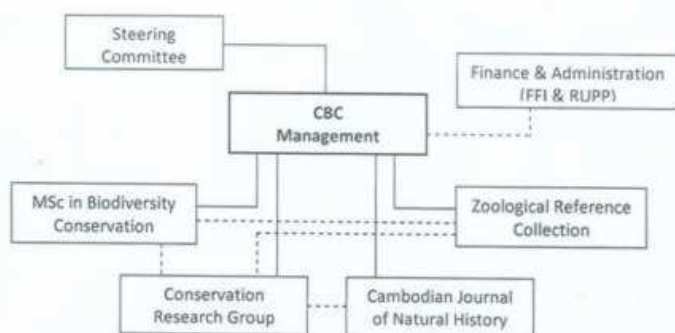 Steering
Committee
Finance & Administration
(FFI & RUPP)
CBC
Management
MSc in Biodiversity
Conservation
Zoological Reference
Collection
Conservation
Research Group
Cambodian Journal
of Natural History